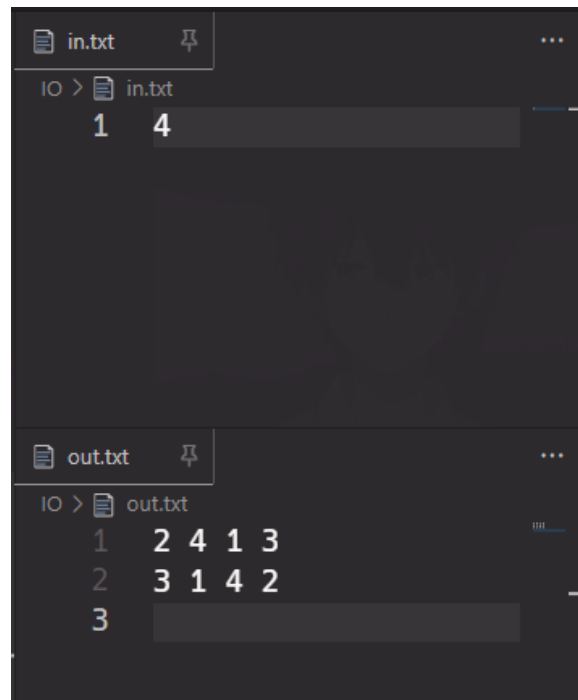 in.txt
...
IO > in.txt
1 4
out.txt
...
IO > out.txt
1 2 4 1 3
2 3 1 4 2
3